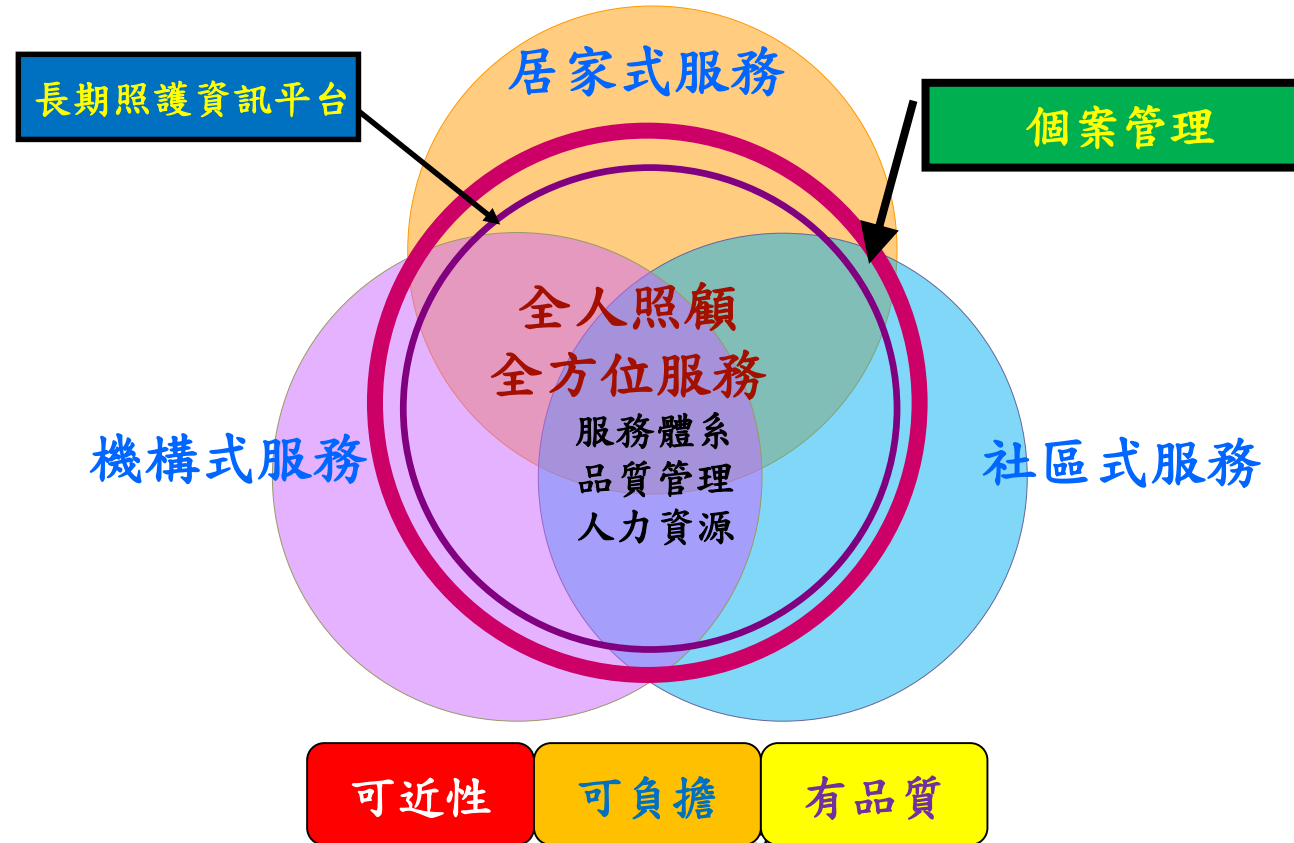 居家式服務
長期照護資訊平台
個案管理
全人照顧
全方位服務
服務體系
品質管理
人力資源
機構式服務
社區式服務
可近性
可負擔
有品質